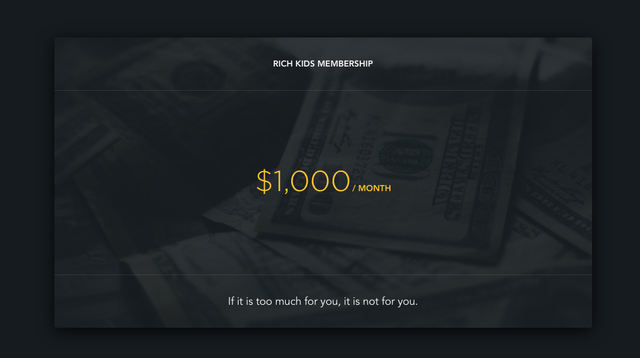 RICH KIDS MEMBERSHIP
$1,000 / MONTH
If it is too much for you, it is not for you.